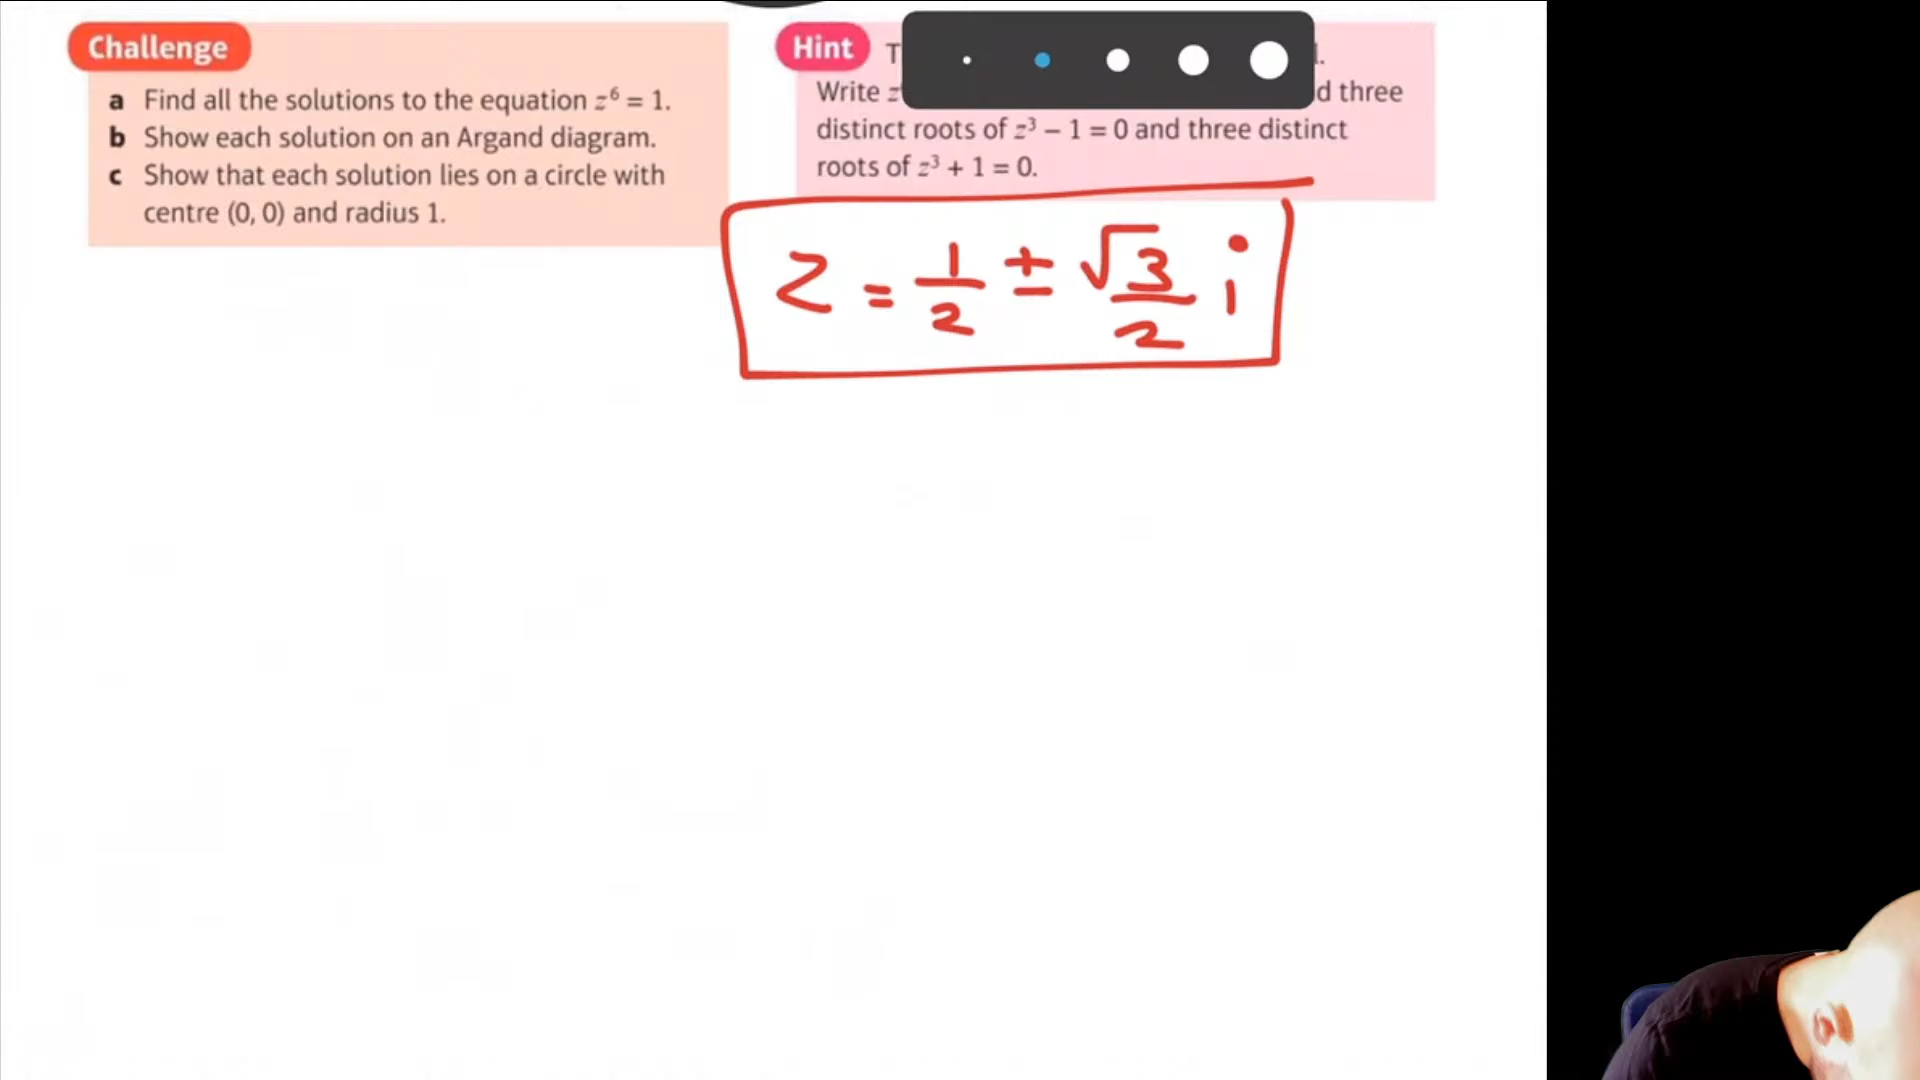 Challenge
a Find all the solutions to the equation z⁶ = 1.
b Show each solution on an Argand diagram.
c Show that each solution lies on a circle with
centre (0, 0) and radius 1.
Hint
Write z d three
distinct roots of z³ − 1 = 0 and three distinct
roots of z³ + 1 = 0.
z = 1/2 ± √3/2 i